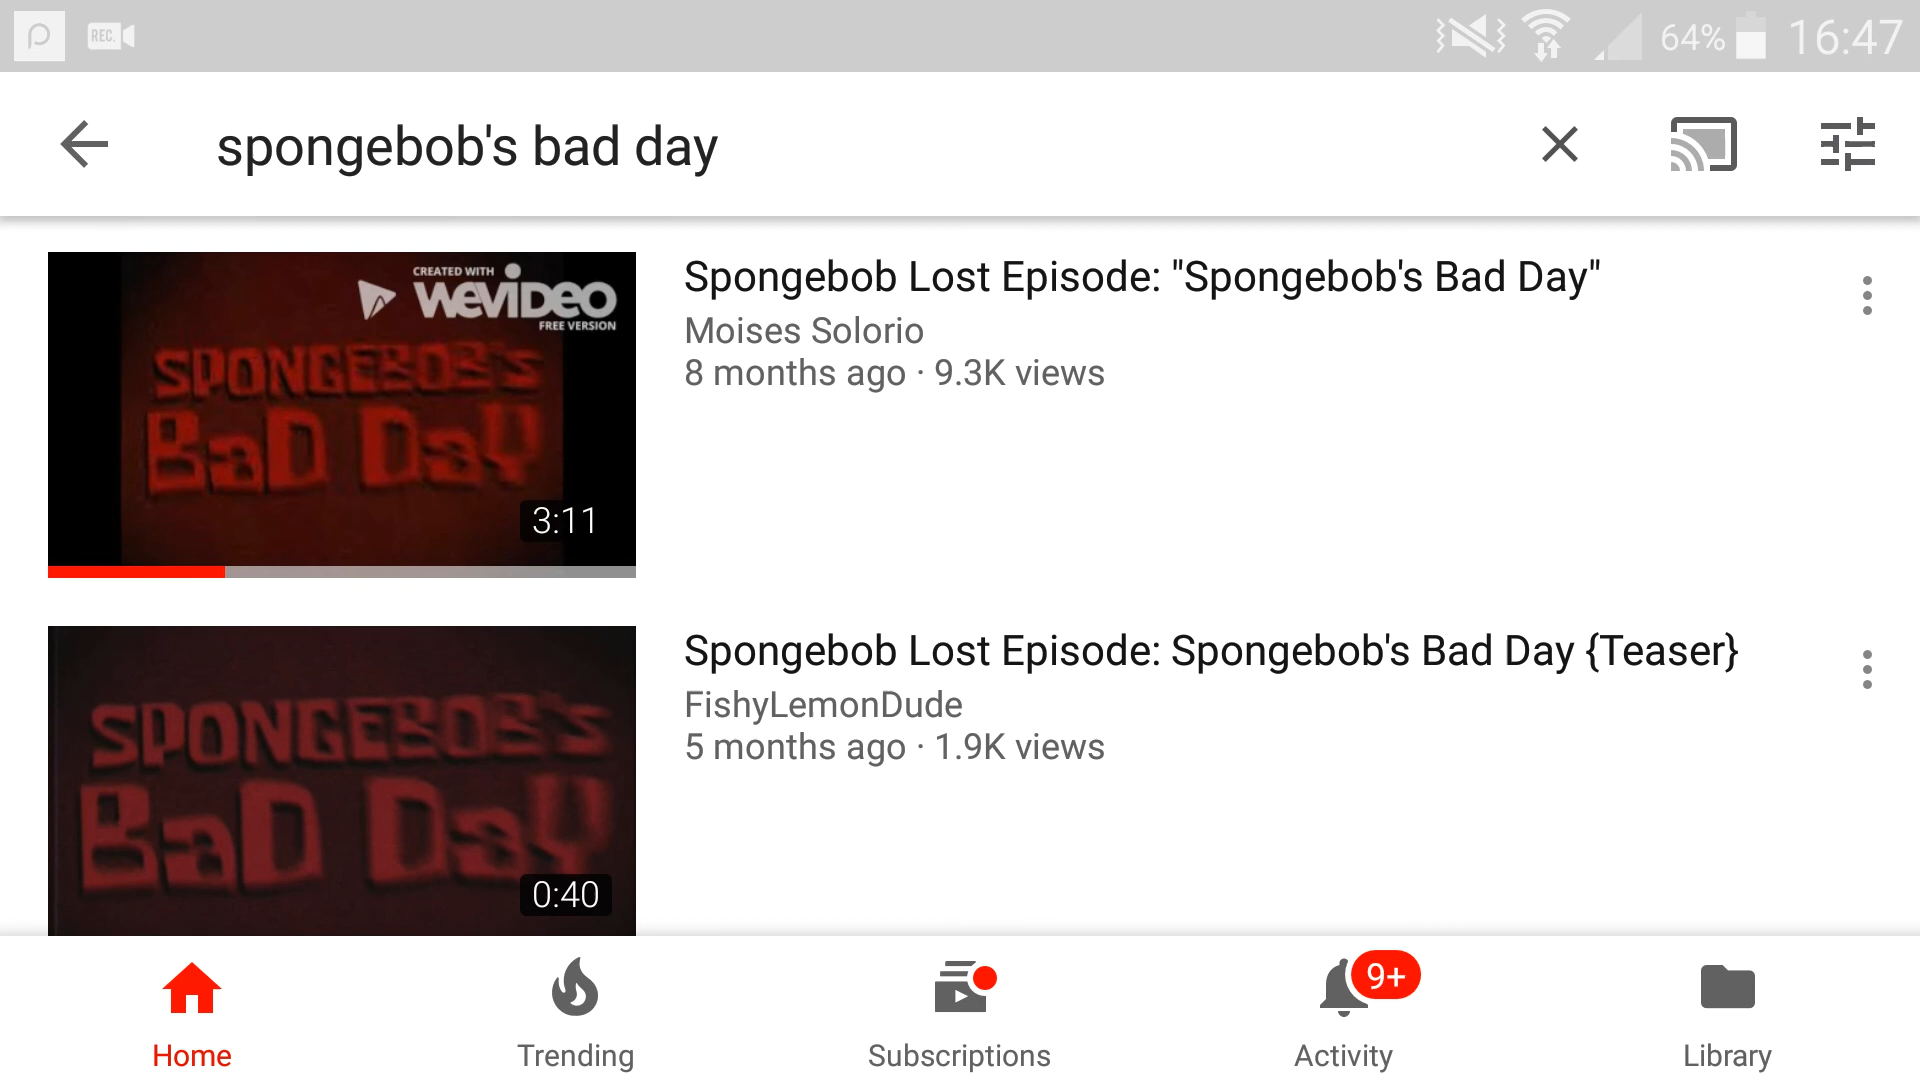 REC.
64%
16:47
spongebob's bad day
CREATED WITH
WEVIDEO
FREE VERSION
SPONGEBOB'S
BaD DaY
3:11
Spongebob Lost Episode: "Spongebob's Bad Day"
Moises Solorio
8 months ago · 9.3K views
SPONGEBOB'S
BaD DaY
0:40
Spongebob Lost Episode: Spongebob's Bad Day {Teaser}
FishyLemonDude
5 months ago · 1.9K views
9+
Home
Trending
Subscriptions
Activity
Library